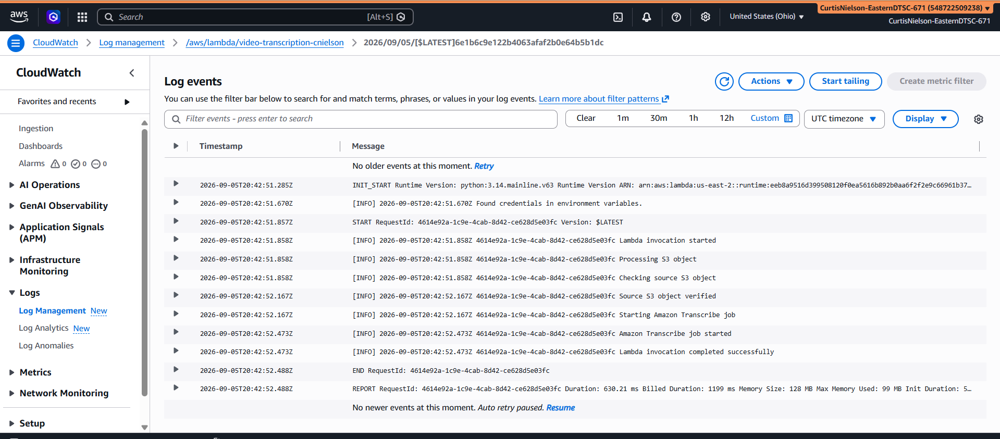 aws
Search [Alt+S]
United States (Ohio) ▼
CurtisNielson-EasternDTSC-671 (548722509238) ▼
CurtisNielson-EasternDTSC-671
CloudWatch > Log management > /aws/lambda/video-transcription-cnielson > 2026/09/05/[$LATEST]6e1b6c9e122b4063afaf2b0e64b5b1dc
CloudWatch
Favorites and recents
Ingestion
Dashboards
Alarms 0 0 0
AI Operations
GenAI Observability
Application Signals
(APM)
Infrastructure
Monitoring
Logs
Log Management New
Log Analytics New
Log Anomalies
Metrics
Network Monitoring
Setup
Log events
Actions
Start tailing
Create metric filter
You can use the filter bar below to search for and match terms, phrases, or values in your log events. Learn more about filter patterns
Filter events - press enter to search
Clear 1m 30m 1h 12h Custom
UTC timezone
Display
Timestamp Message
No older events at this moment. Retry
2026-09-05T20:42:51.285Z INIT_START Runtime Version: python:3.14.mainline.v63 Runtime Version ARN: arn:aws:lambda:us-east-2::runtime:eeb8a9516d399508120f0ea5616b892b0aa6f2f2e9c66961b37…
2026-09-05T20:42:51.670Z [INFO] 2026-09-05T20:42:51.670Z Found credentials in environment variables.
2026-09-05T20:42:51.857Z START RequestId: 4614e92a-1c9e-4cab-8d42-ce628d5e03fc Version: $LATEST
2026-09-05T20:42:51.858Z [INFO] 2026-09-05T20:42:51.858Z 4614e92a-1c9e-4cab-8d42-ce628d5e03fc Lambda invocation started
2026-09-05T20:42:51.858Z [INFO] 2026-09-05T20:42:51.858Z 4614e92a-1c9e-4cab-8d42-ce628d5e03fc Processing S3 object
2026-09-05T20:42:51.858Z [INFO] 2026-09-05T20:42:51.858Z 4614e92a-1c9e-4cab-8d42-ce628d5e03fc Checking source S3 object
2026-09-05T20:42:52.167Z [INFO] 2026-09-05T20:42:52.167Z 4614e92a-1c9e-4cab-8d42-ce628d5e03fc Source S3 object verified
2026-09-05T20:42:52.167Z [INFO] 2026-09-05T20:42:52.167Z 4614e92a-1c9e-4cab-8d42-ce628d5e03fc Starting Amazon Transcribe job
2026-09-05T20:42:52.473Z [INFO] 2026-09-05T20:42:52.473Z 4614e92a-1c9e-4cab-8d42-ce628d5e03fc Amazon Transcribe job started
2026-09-05T20:42:52.473Z [INFO] 2026-09-05T20:42:52.473Z 4614e92a-1c9e-4cab-8d42-ce628d5e03fc Lambda invocation completed successfully
2026-09-05T20:42:52.488Z END RequestId: 4614e92a-1c9e-4cab-8d42-ce628d5e03fc
2026-09-05T20:42:52.488Z REPORT RequestId: 4614e92a-1c9e-4cab-8d42-ce628d5e03fc Duration: 630.21 ms Billed Duration: 1199 ms Memory Size: 128 MB Max Memory Used: 99 MB Init Duration: 5…
No newer events at this moment. Auto retry paused. Resume